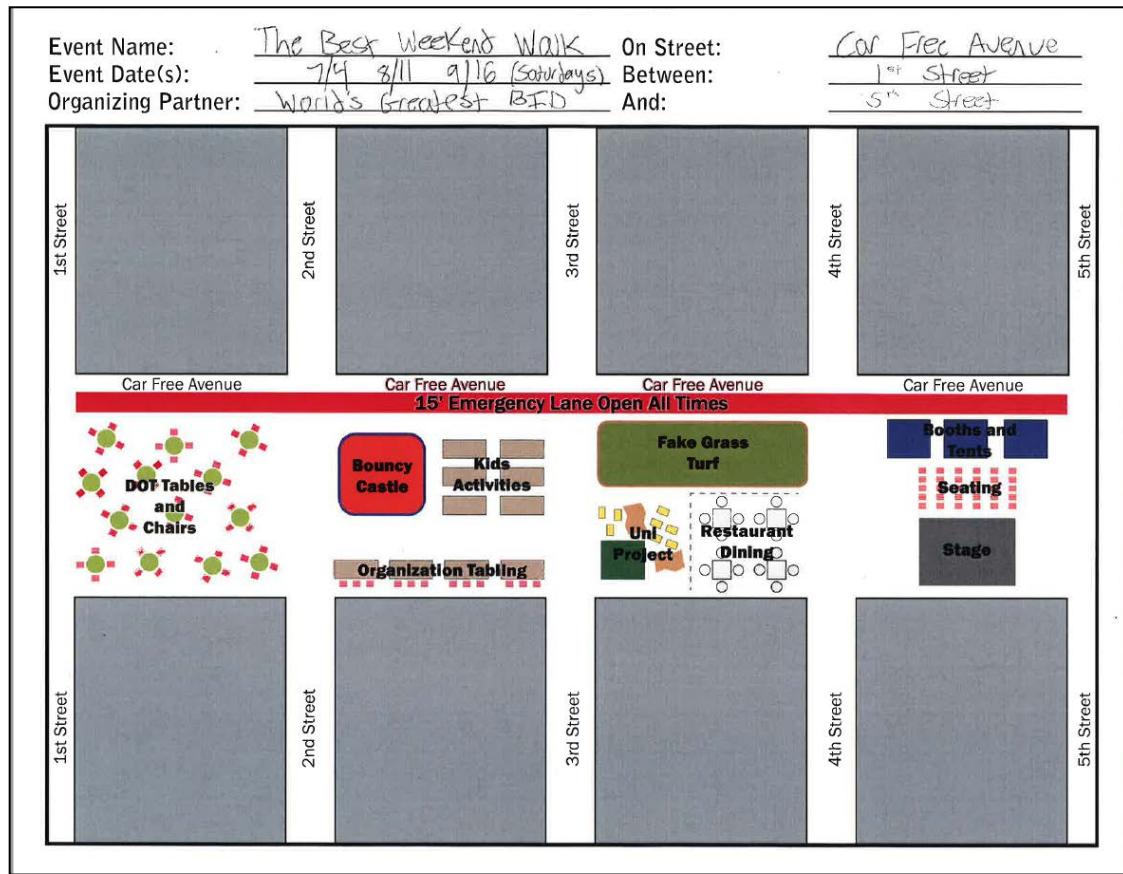 Event Name: The Best Weekend Walk On Street: Car Free Avenue
Event Date(s): 7/4 8/11 9/16 (Saturdays) Between: 1st Street
Organizing Partner: World's Greatest BID And: 5th Street
1st Street
2nd Street
3rd Street
4th Street
5th Street
Car Free Avenue
Car Free Avenue
Car Free Avenue
Car Free Avenue
15' Emergency Lane Open All Times
DOT Tables
and
Chairs
Bouncy
Castle
Kids
Activities
Organization Tabling
Fake Grass
Turf
Uni
Project
Restaurant
Dining
Booths and
Tents
Seating
Stage
1st Street
2nd Street
3rd Street
4th Street
5th Street